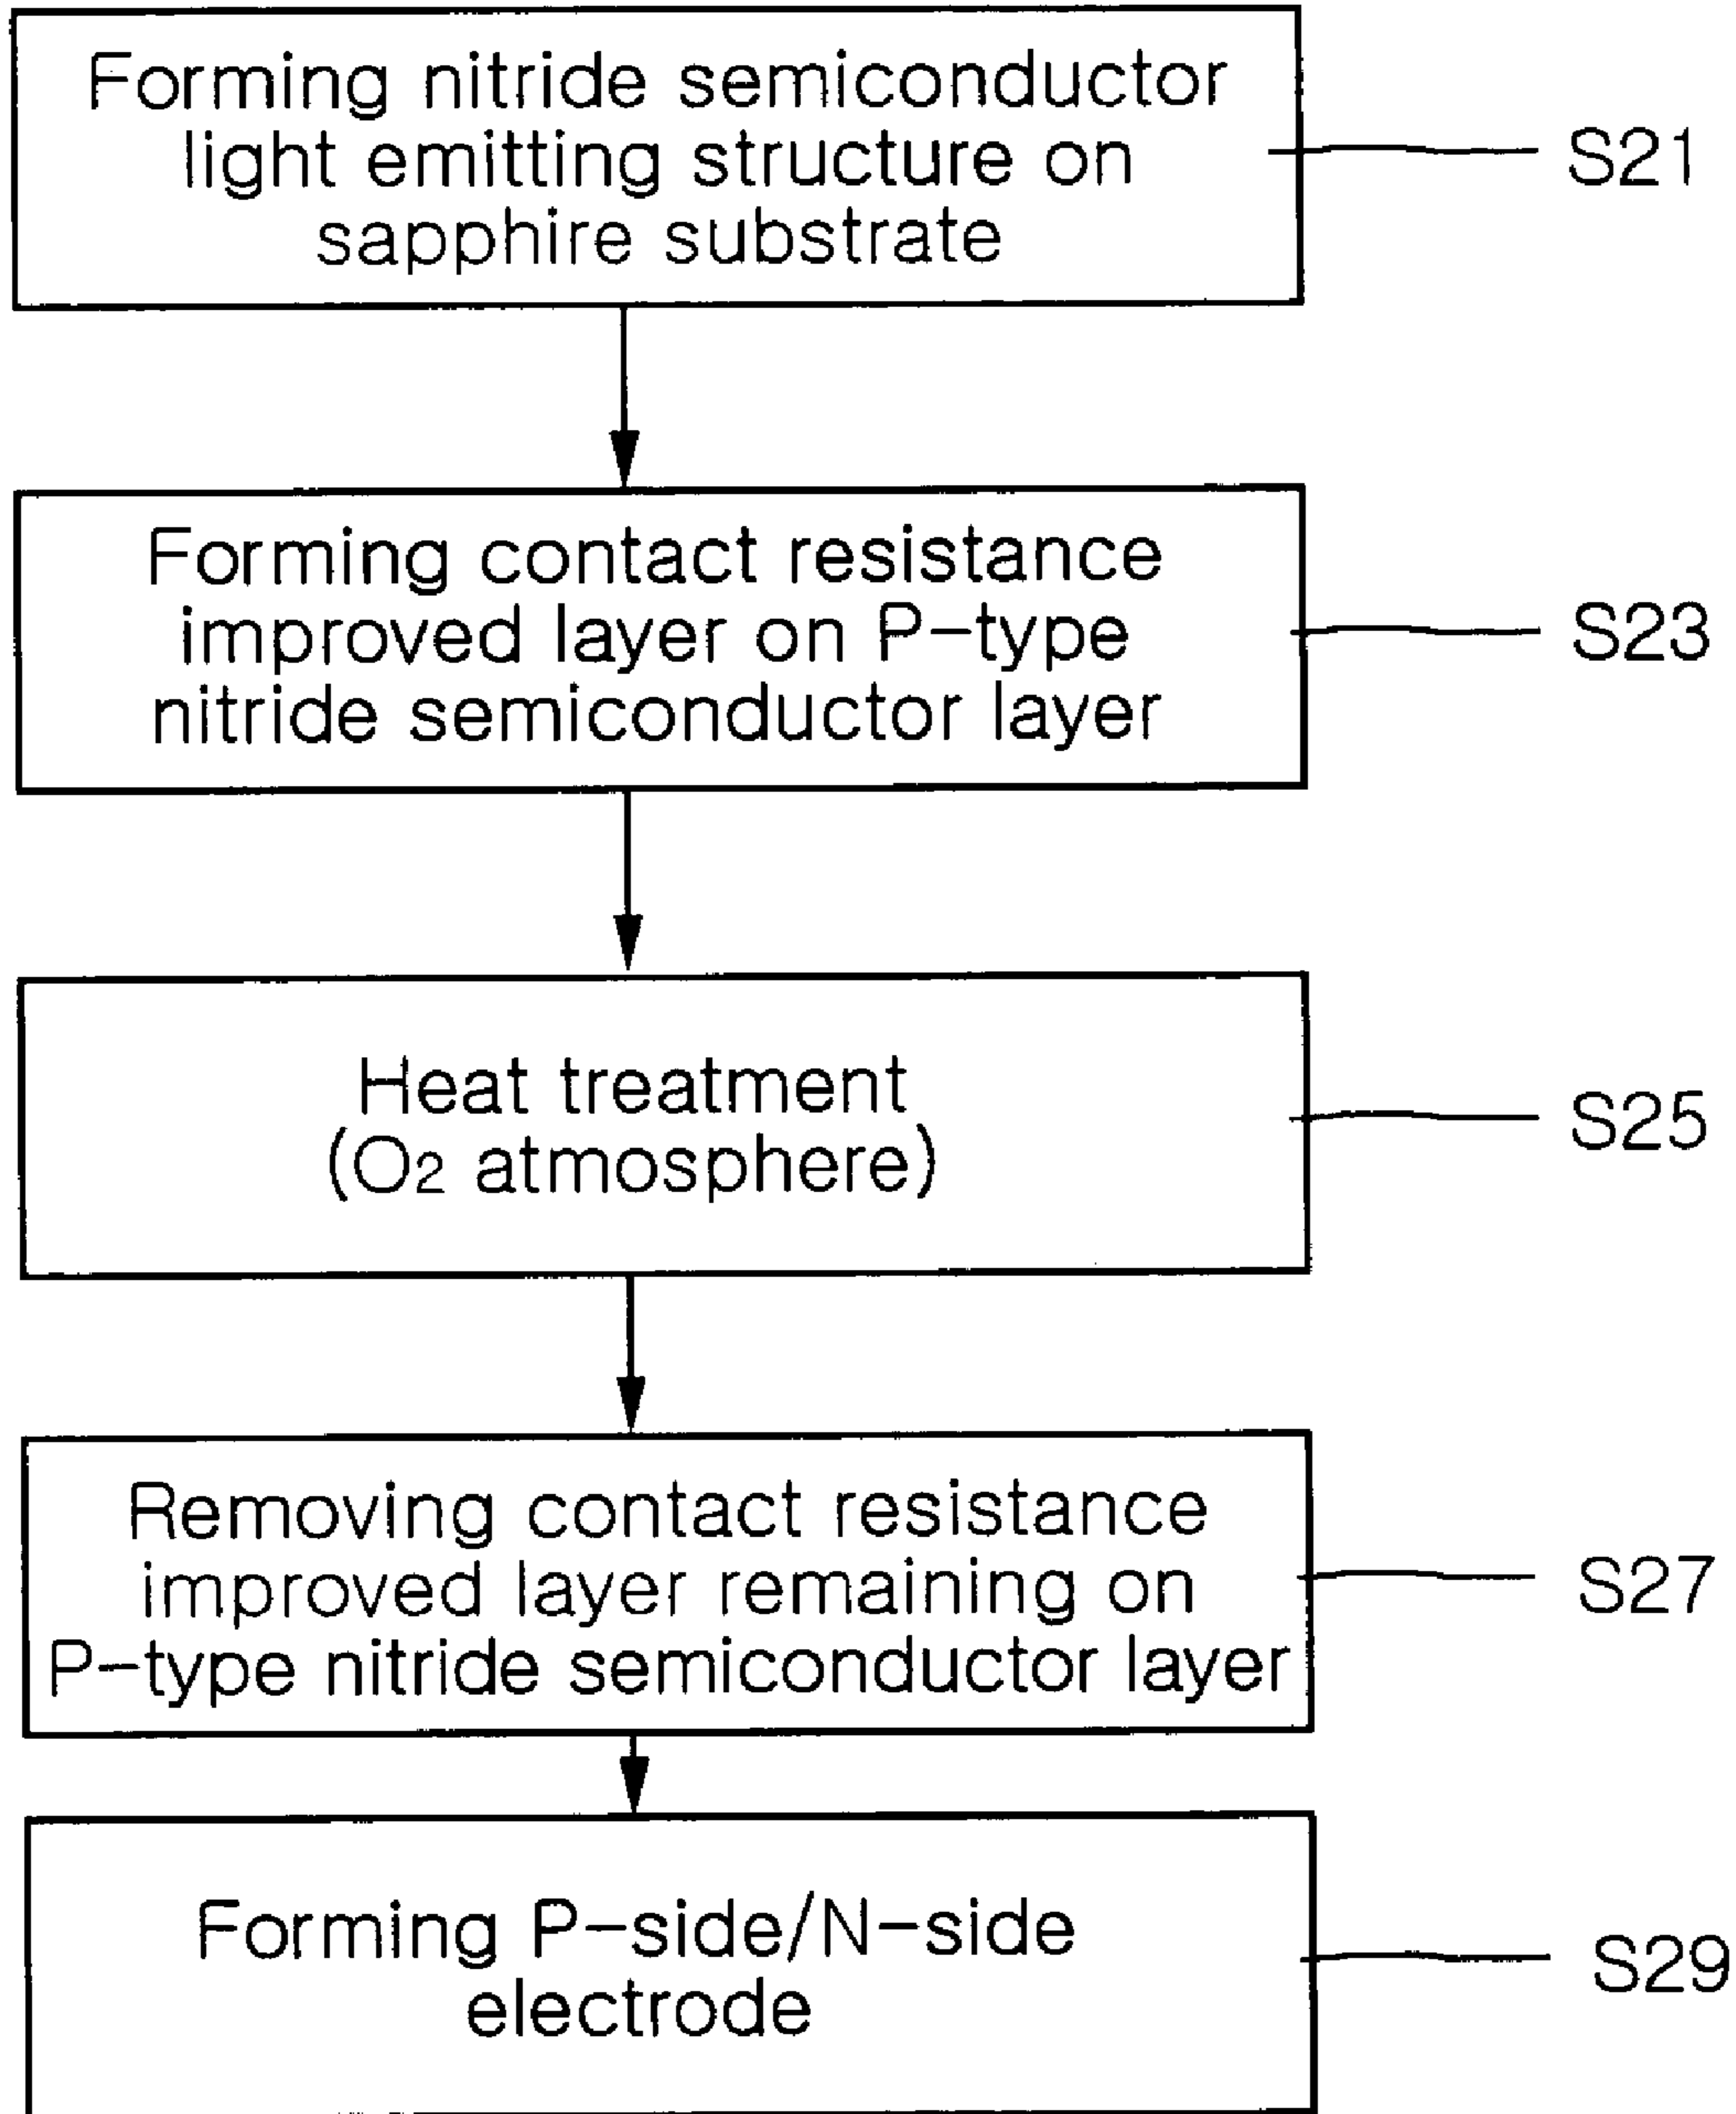 Forming nitride semiconductor
light emitting structure on
sapphire substrate
S21
Forming contact resistance
improved layer on P-type
nitride semiconductor layer
S23
Heat treatment
(O2 atmosphere)
S25
Removing contact resistance
improved layer remaining on
P-type nitride semiconductor layer
S27
Forming P-side/N-side
electrode
S29